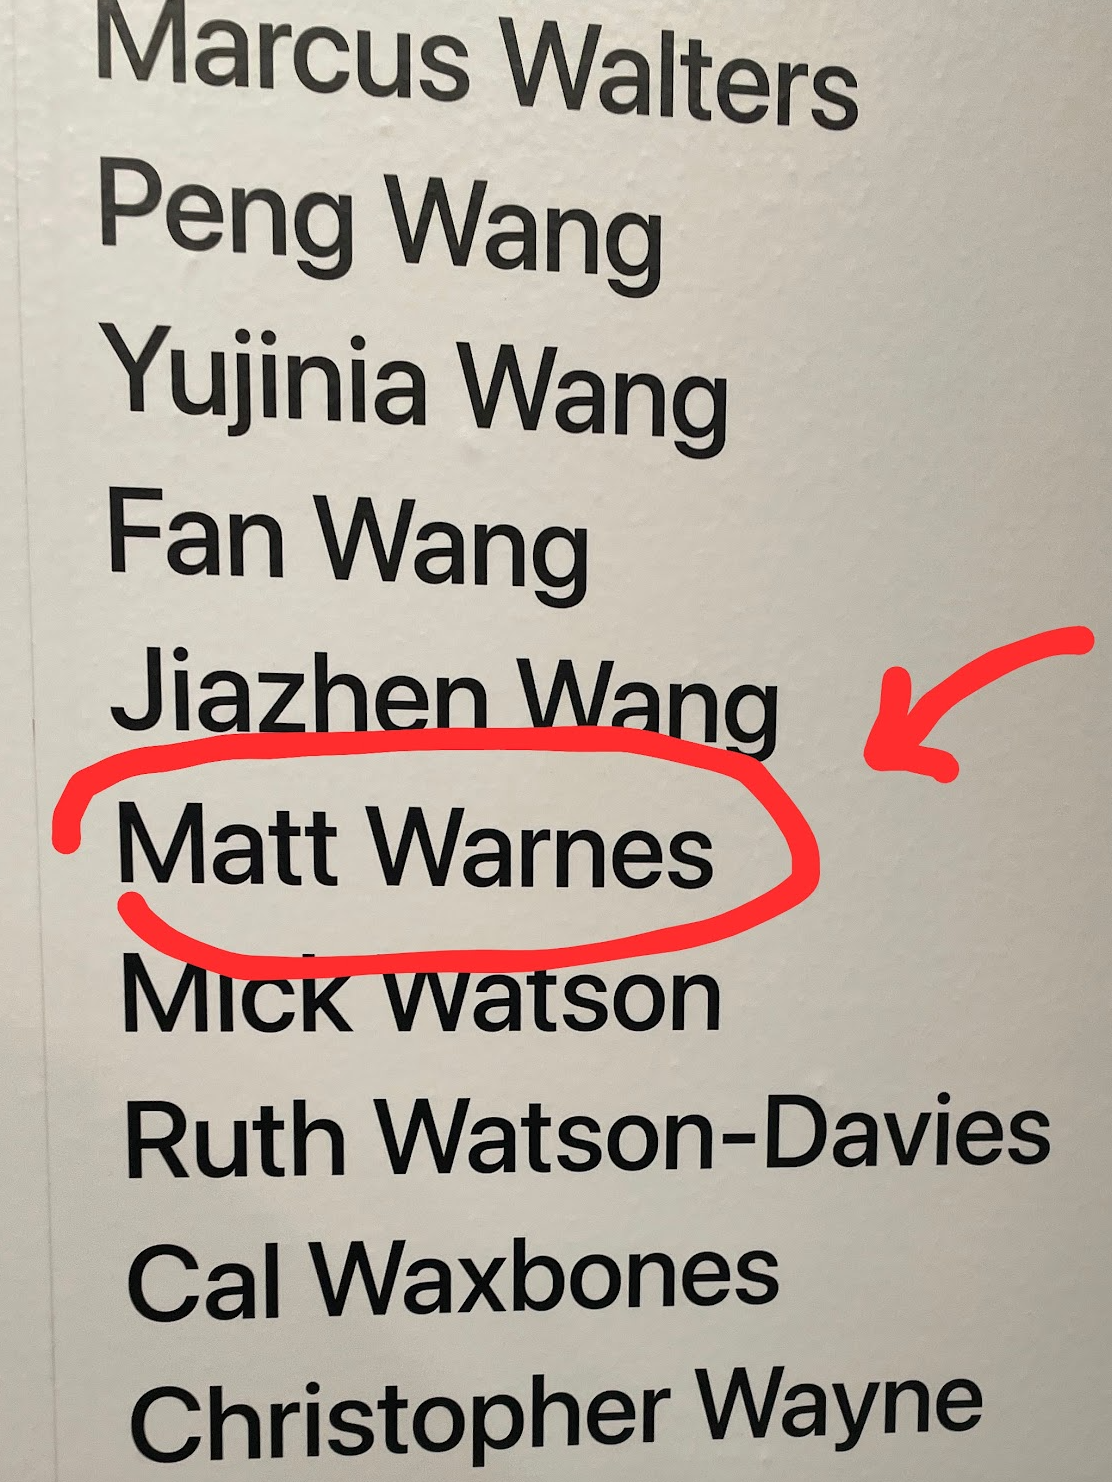 Marcus Walters
Peng Wang
Yujinia Wang
Fan Wang
Jiazhen Wang
Matt Warnes
Mick Watson
Ruth Watson-Davies
Cal Waxbones
Christopher Wayne